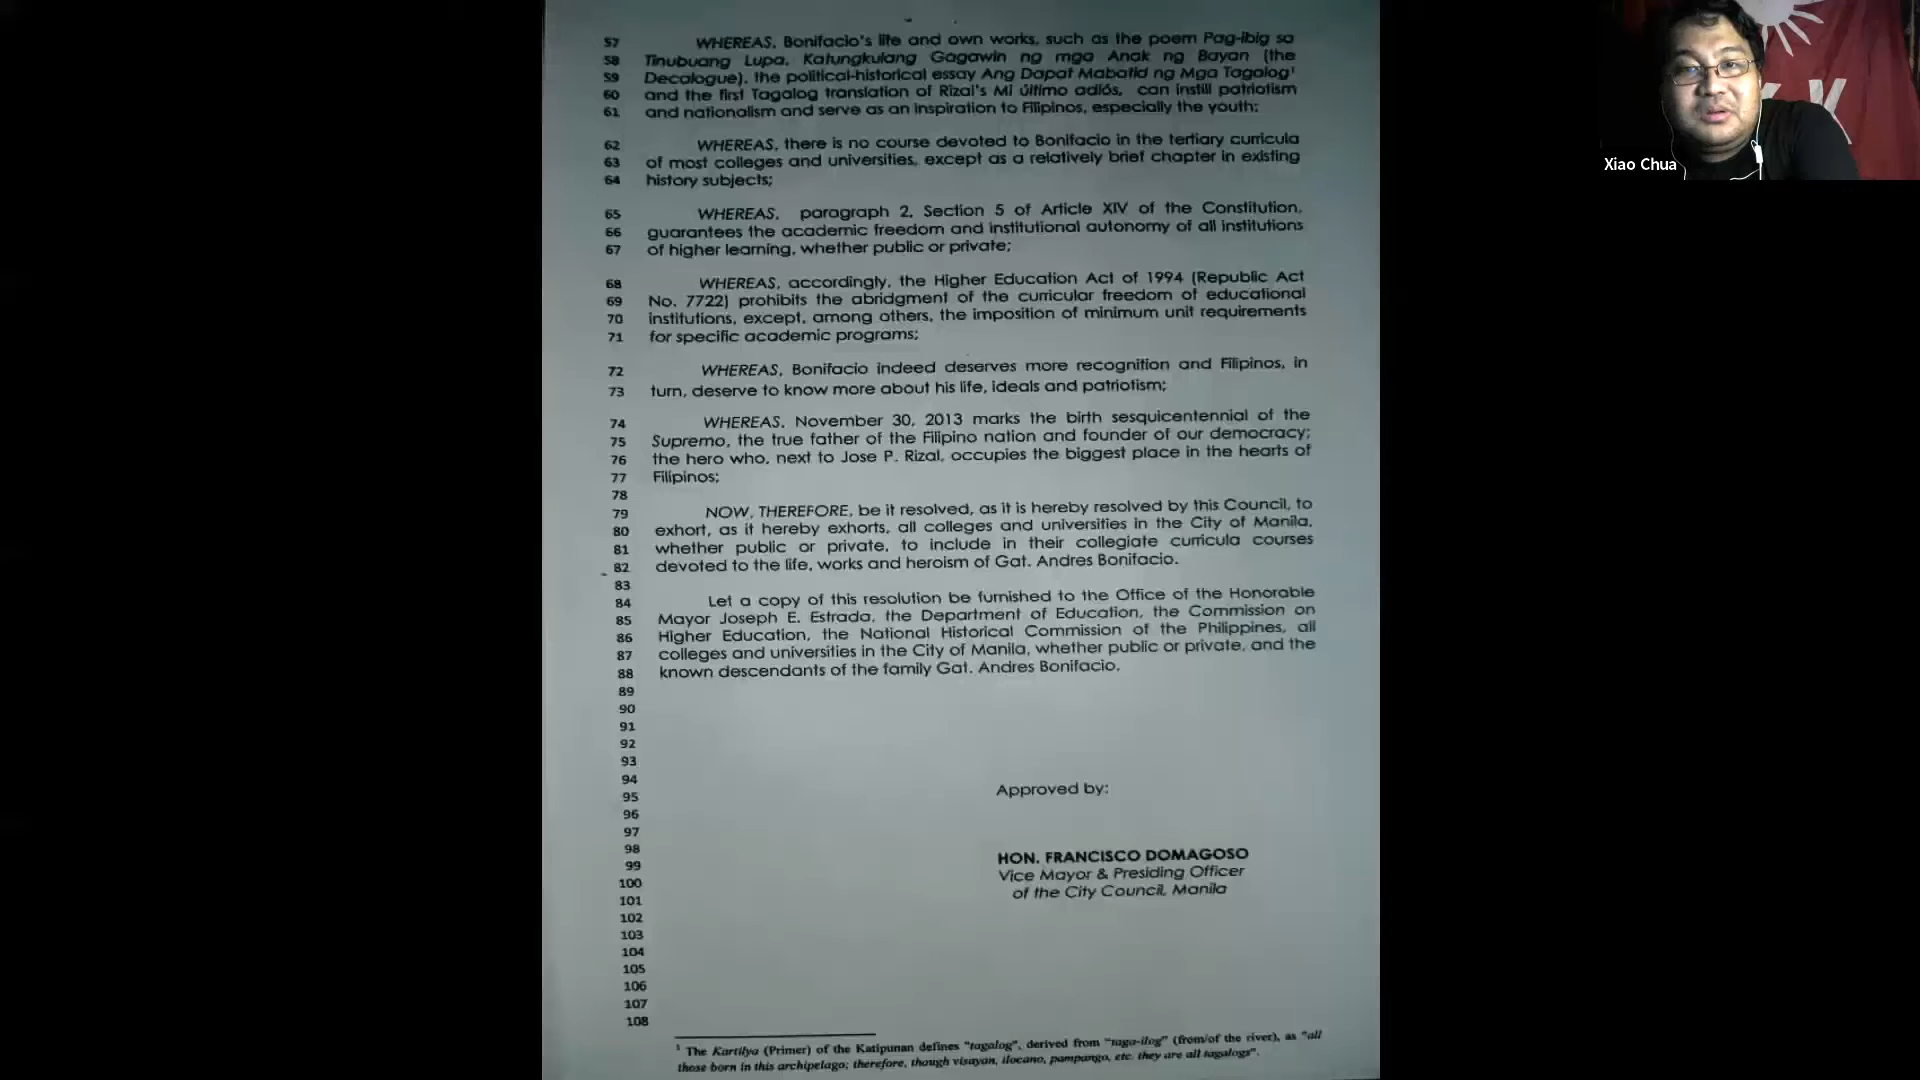 57 WHEREAS, Bonifacio's life and own works, such as the poem Pag-ibig sa
58 Tinubuang Lupa, Katungkulang Gagawin ng mga Anak ng Bayan (the
59 Decalogue), the political-historical essay Ang Dapat Mabatid ng Mga Tagalog¹
60 and the first Tagalog translation of Rizal's Mi último adiós, can instill patriotism
61 and nationalism and serve as an inspiration to Filipinos, especially the youth;
62 WHEREAS, there is no course devoted to Bonifacio in the tertiary curricula
63 of most colleges and universities, except as a relatively brief chapter in existing
64 history subjects;
65 WHEREAS, paragraph 2, Section 5 of Article XIV of the Constitution,
66 guarantees the academic freedom and institutional autonomy of all institutions
67 of higher learning, whether public or private;
68 WHEREAS, accordingly, the Higher Education Act of 1994 (Republic Act
69 No. 7722) prohibits the abridgment of the curricular freedom of educational
70 institutions, except, among others, the imposition of minimum unit requirements
71 for specific academic programs;
72 WHEREAS, Bonifacio indeed deserves more recognition and Filipinos, in
73 turn, deserve to know more about his life, ideals and patriotism;
74 WHEREAS, November 30, 2013 marks the birth sesquicentennial of the
75 Supremo, the true father of the Filipino nation and founder of our democracy;
76 the hero who, next to Jose P. Rizal, occupies the biggest place in the hearts of
77 Filipinos;
78
79 NOW, THEREFORE, be it resolved, as it is hereby resolved by this Council, to
80 exhort, as it hereby exhorts, all colleges and universities in the City of Manila,
81 whether public or private, to include in their collegiate curricula courses
82 devoted to the life, works and heroism of Gat. Andres Bonifacio.
83
84 Let a copy of this resolution be furnished to the Office of the Honorable
85 Mayor Joseph E. Estrada, the Department of Education, the Commission on
86 Higher Education, the National Historical Commission of the Philippines, all
87 colleges and universities in the City of Manila, whether public or private, and the
88 known descendants of the family Gat. Andres Bonifacio.
89
90
91
92
93
94 Approved by:
95
96
97
98 HON. FRANCISCO DOMAGOSO
99 Vice Mayor & Presiding Officer
100 of the City Council, Manila
101
102
103
104
105
106
107
108
¹ The Kartilya (Primer) of the Katipunan defines "tagalog", derived from "taga-ilog" (from/of the river), as "all
those born in this archipelago; therefore, though visayan, ilocano, pampango, etc. they are all tagalogs".
Xiao Chua
K